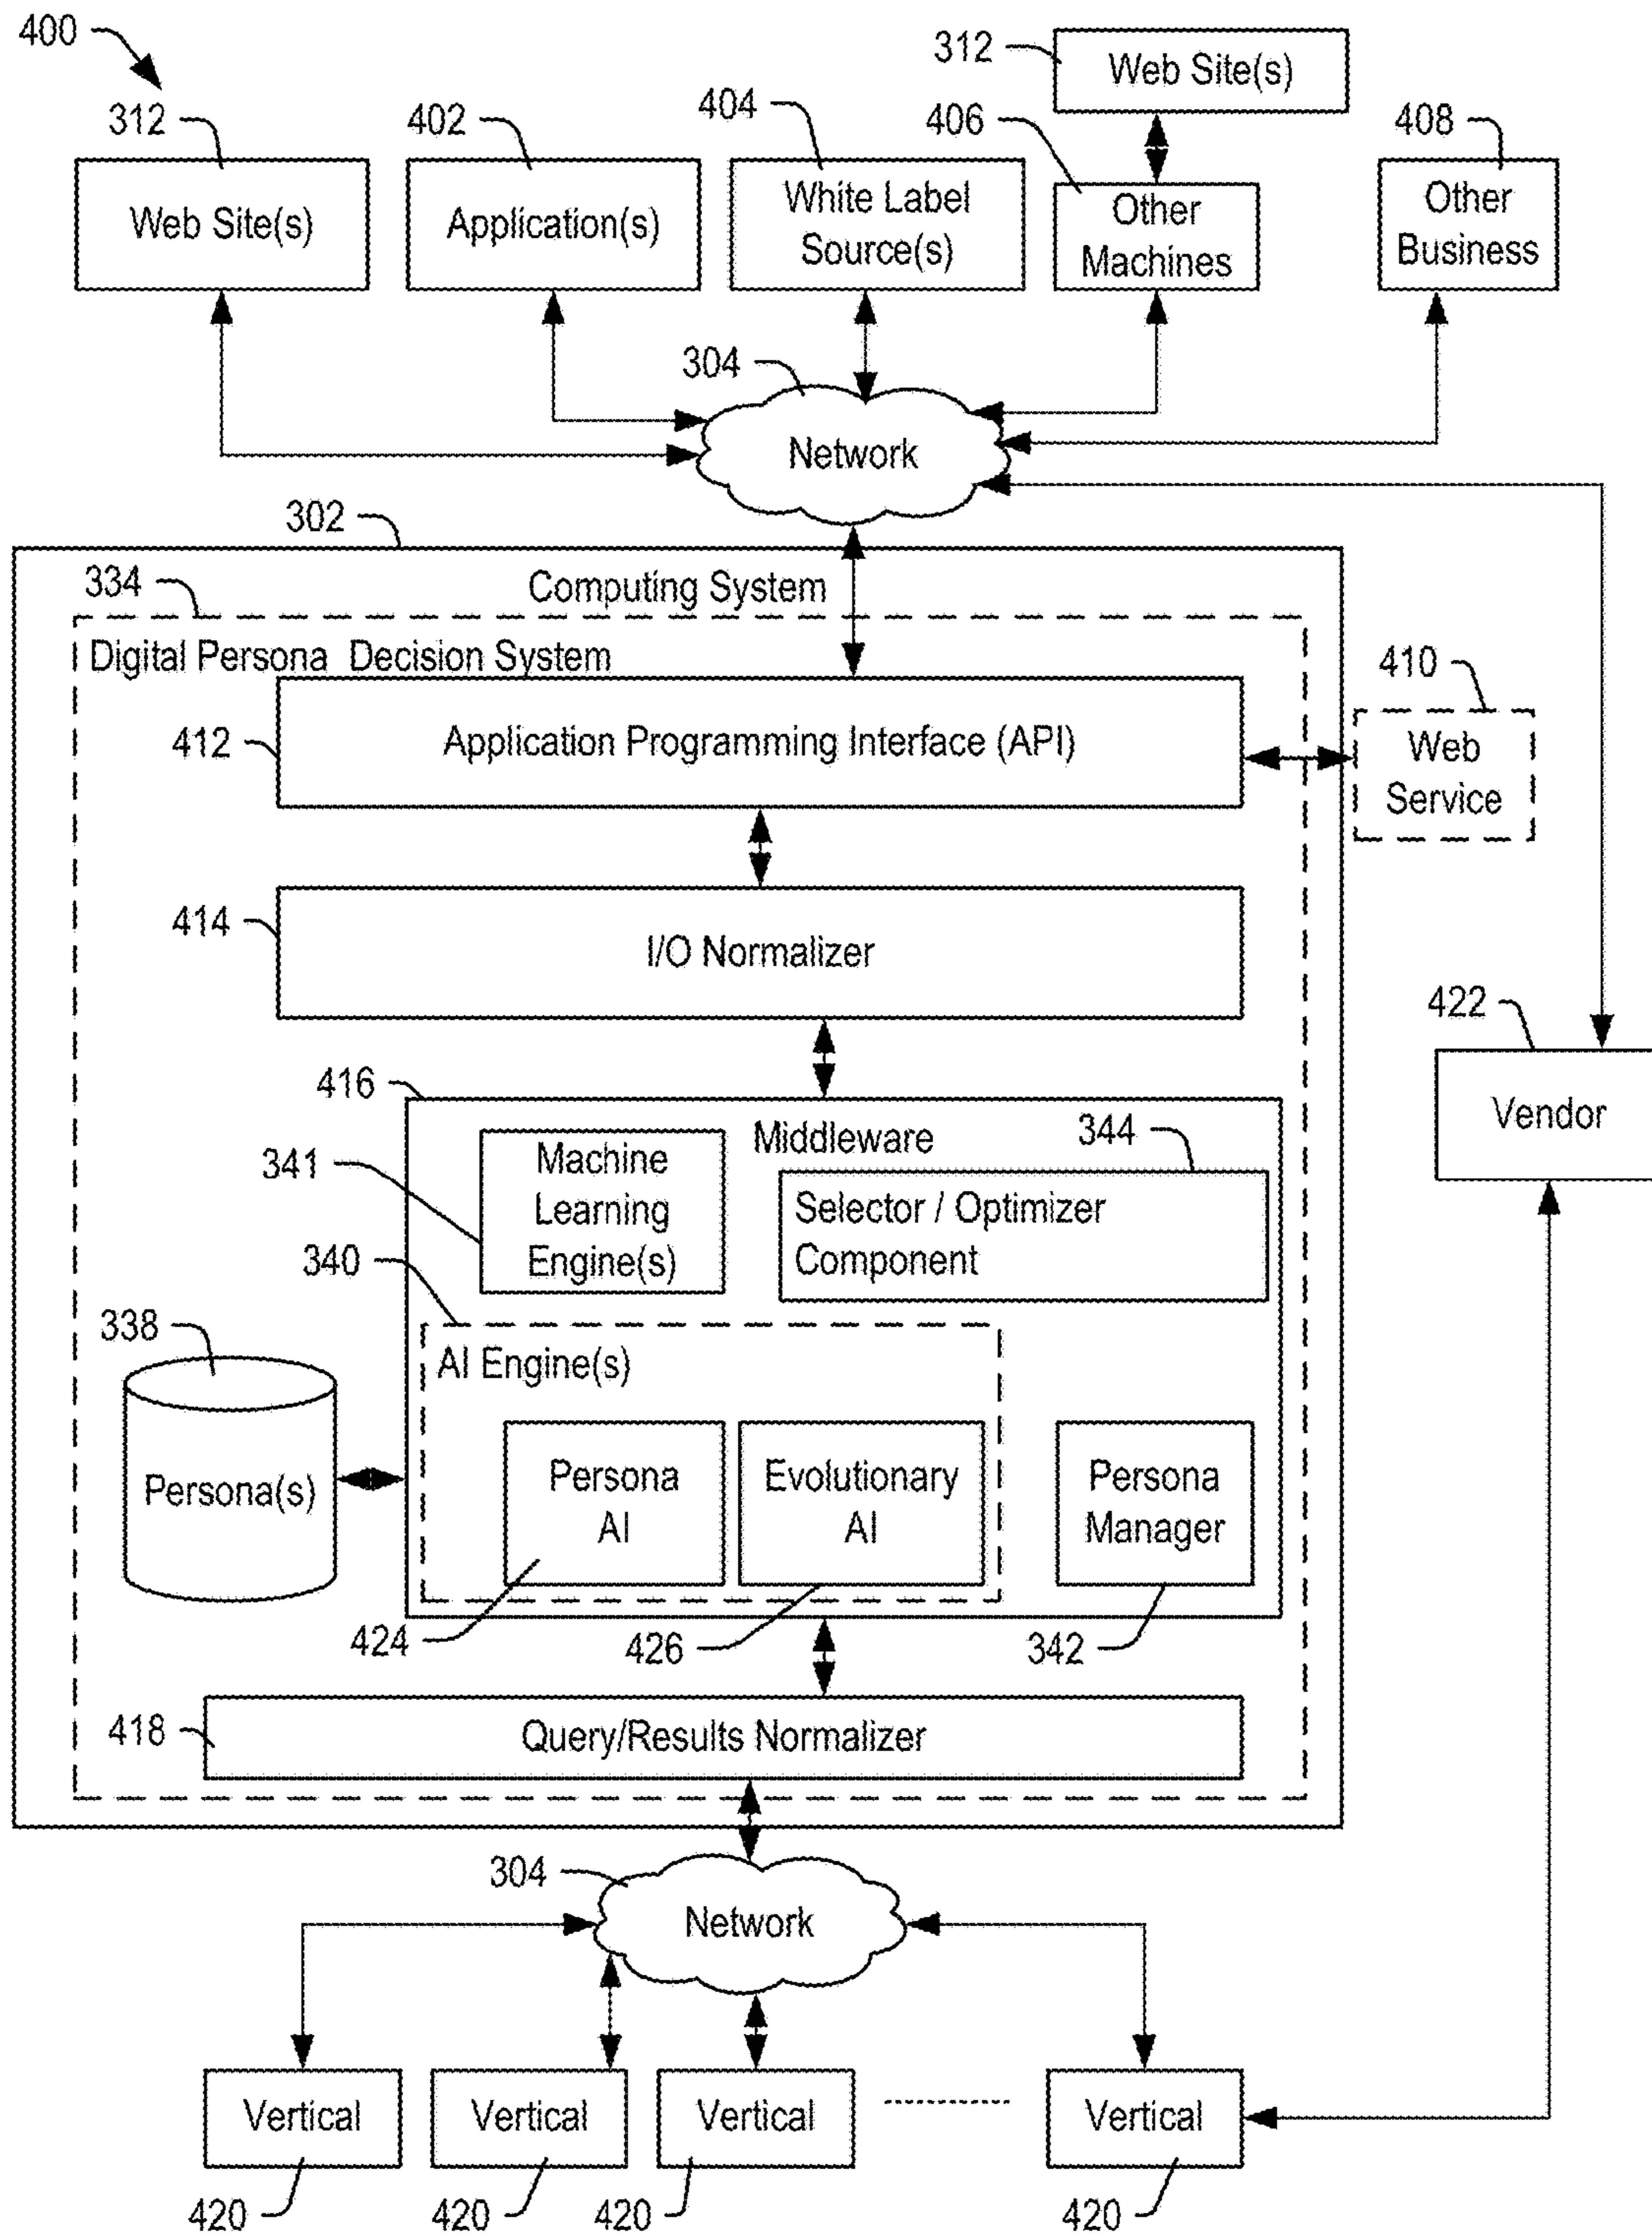 400
312
Web Site(s)
312
402
404
406
408
Web Site(s)
Application(s)
White Label
Source(s)
Other
Machines
Other
Business
304
Network
302
Computing System
334
Digital Persona Decision System
410
Web
Service
412
Application Programming Interface (API)
414
I/O Normalizer
422
Vendor
416
Middleware
344
341
Machine
Learning
Engine(s)
Selector / Optimizer
Component
340
338
AI Engine(s)
Persona(s)
Persona
AI
Evolutionary
AI
Persona
Manager
424
426
342
418
Query/Results Normalizer
304
Network
Vertical
Vertical
Vertical
Vertical
420
420
420
420